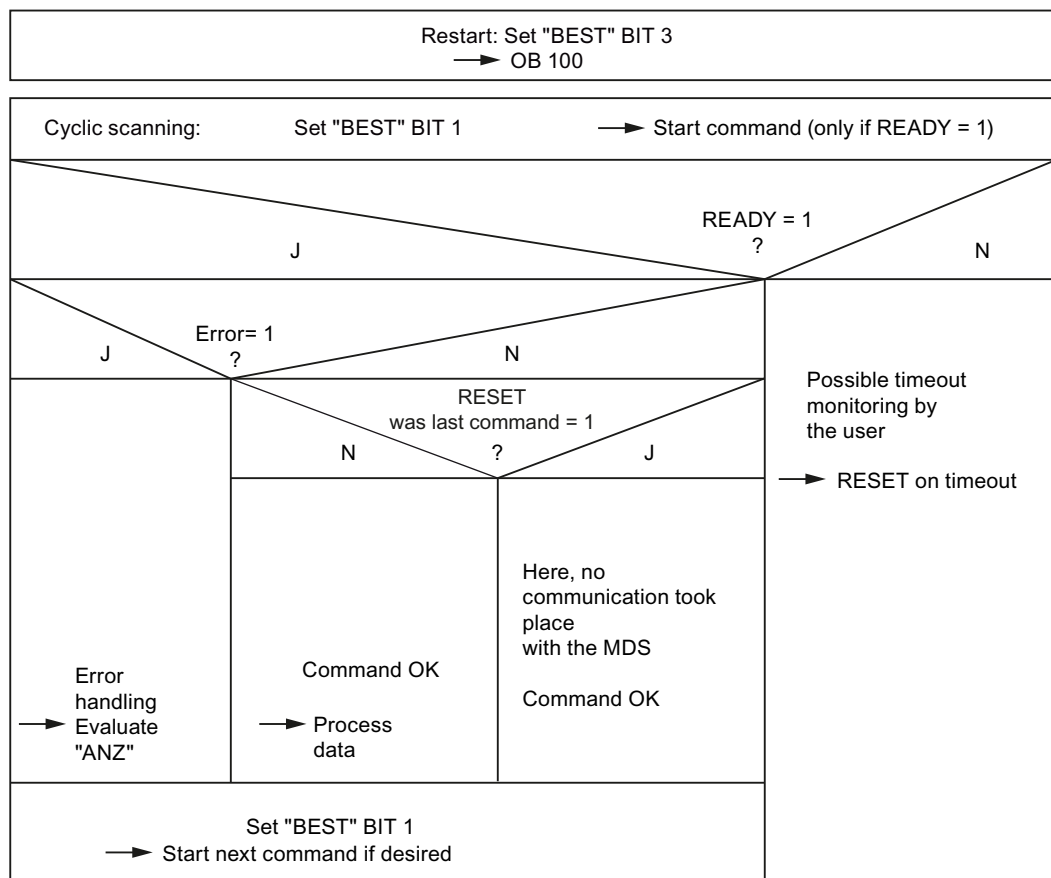 Restart: Set "BEST" BIT 3
→ OB 100
Cyclic scanning: Set "BEST" BIT 1 → Start command (only if READY = 1)
READY = 1
?
J
N
Error= 1
?
J
N
RESET
was last command = 1
?
N
J
Possible timeout
monitoring by
the user
→ RESET on timeout
Error
handling
→ Evaluate
"ANZ"
Command OK
→ Process
data
Here, no
communication took
place
with the MDS
Command OK
Set "BEST" BIT 1
→ Start next command if desired